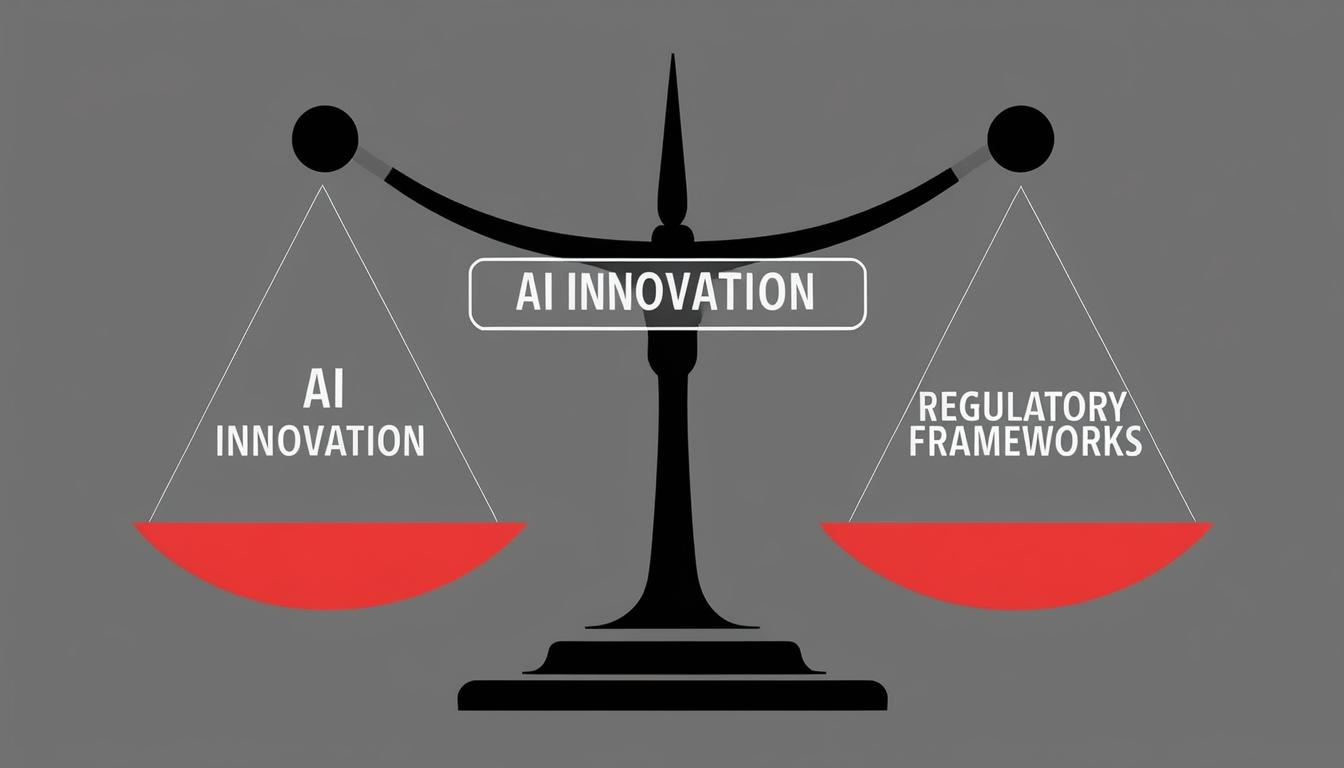 AI INNOVATION
AI
INNOVATION
REGULATORY
FRAMEWORKS